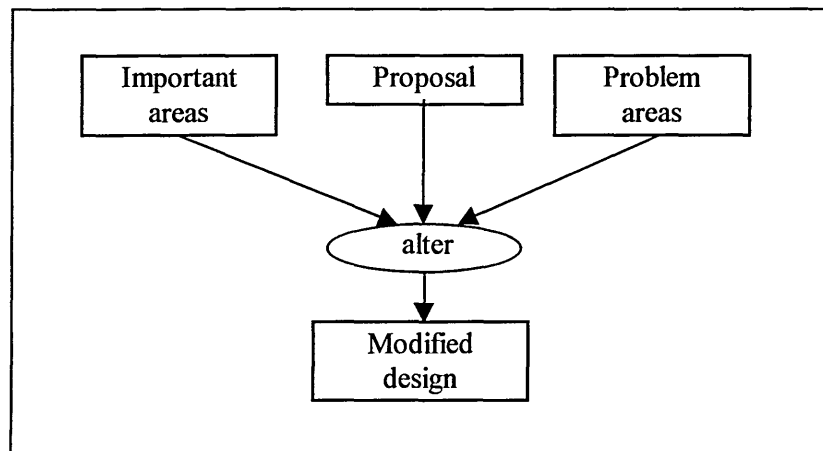 Important
areas
Proposal
Problem
areas
alter
Modified
design